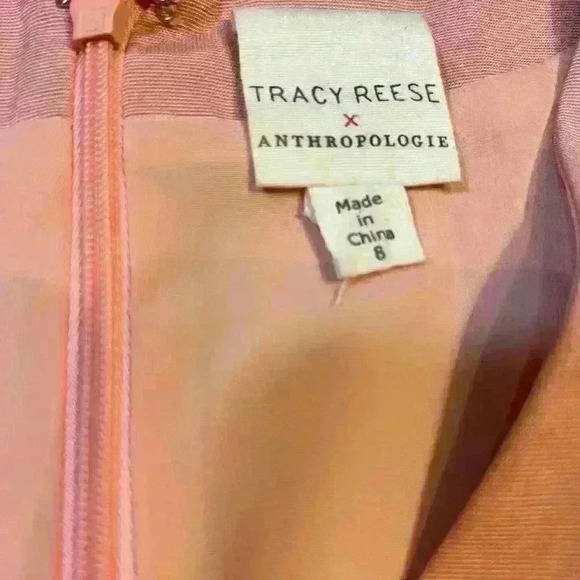 TRACY REESE
x
ANTHROPOLOGIE
Made
in
China
8